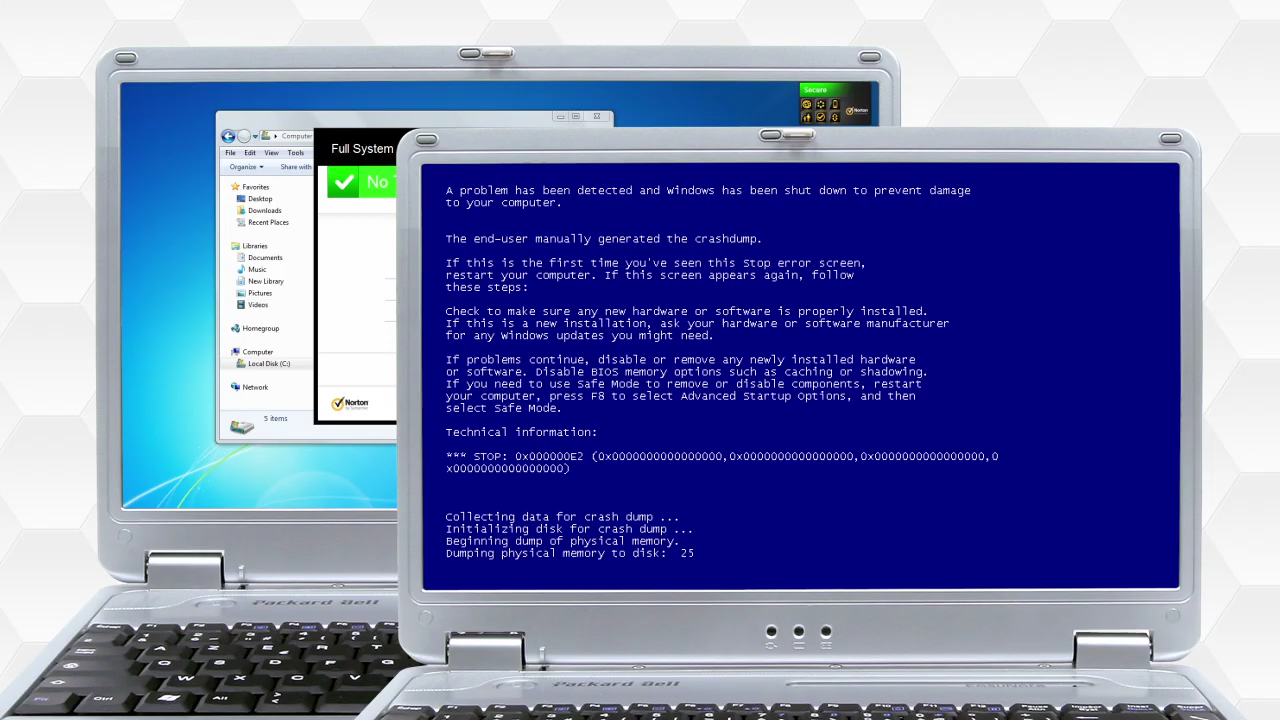 Secure
Norton
Computer
File Edit View Tools
Organize Share with
Favorites
Desktop
Downloads
Recent Places
Libraries
Documents
Music
New Library
Pictures
Videos
Homegroup
Computer
Local Disk (C:)
Network
5 items
Full System
No
Norton
by Symantec
A problem has been detected and Windows has been shut down to prevent damage
to your computer.
The end-user manually generated the crashdump.
If this is the first time you've seen this Stop error screen,
restart your computer. If this screen appears again, follow
these steps:
Check to make sure any new hardware or software is properly installed.
If this is a new installation, ask your hardware or software manufacturer
for any Windows updates you might need.
If problems continue, disable or remove any newly installed hardware
or software. Disable BIOS memory options such as caching or shadowing.
If you need to use Safe Mode to remove or disable components, restart
your computer, press F8 to select Advanced Startup Options, and then
select Safe Mode.
Technical information:
*** STOP: 0x000000E2 (0x0000000000000000,0x0000000000000000,0x0000000000000000,0
x0000000000000000)
Collecting data for crash dump ...
Initializing disk for crash dump ...
Beginning dump of physical memory.
Dumping physical memory to disk: 25
Packard Bell
Packard Bell
A Z E R T
Q S D F G
W X C V
Ctrl Alt